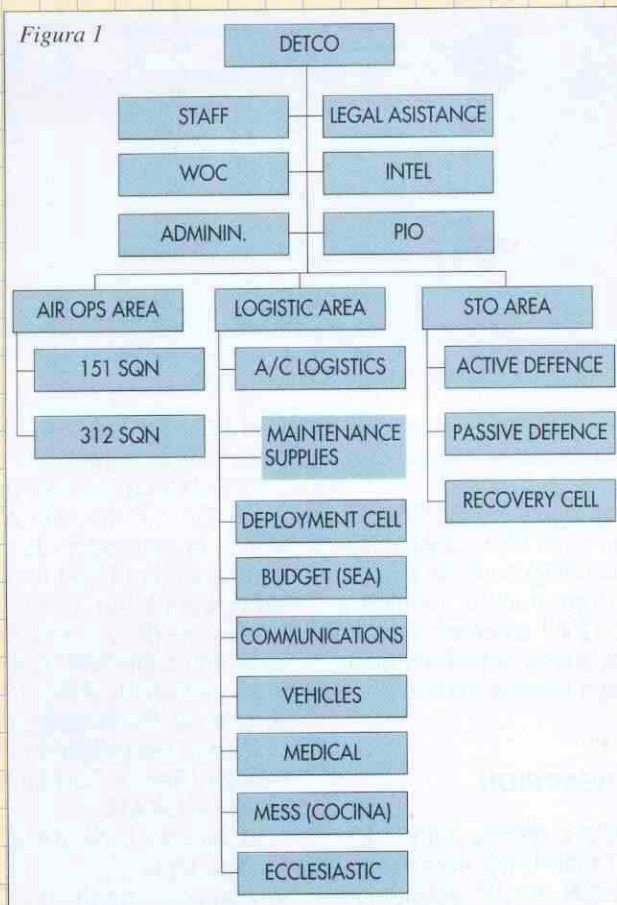 Figura 1
DETCO
STAFF
LEGAL ASISTANCE
WOC
INTEL
ADMININ.
PIO
AIR OPS AREA
LOGISTIC AREA
STO AREA
151 SQN
A/C LOGISTICS
ACTIVE DEFENCE
312 SQN
MAINTENANCE
SUPPLIES
PASSIVE DEFENCE
DEPLOYMENT CELL
RECOVERY CELL
BUDGET (SEA)
COMMUNICATIONS
VEHICLES
MEDICAL
MESS (COCINA)
ECCLESIASTIC